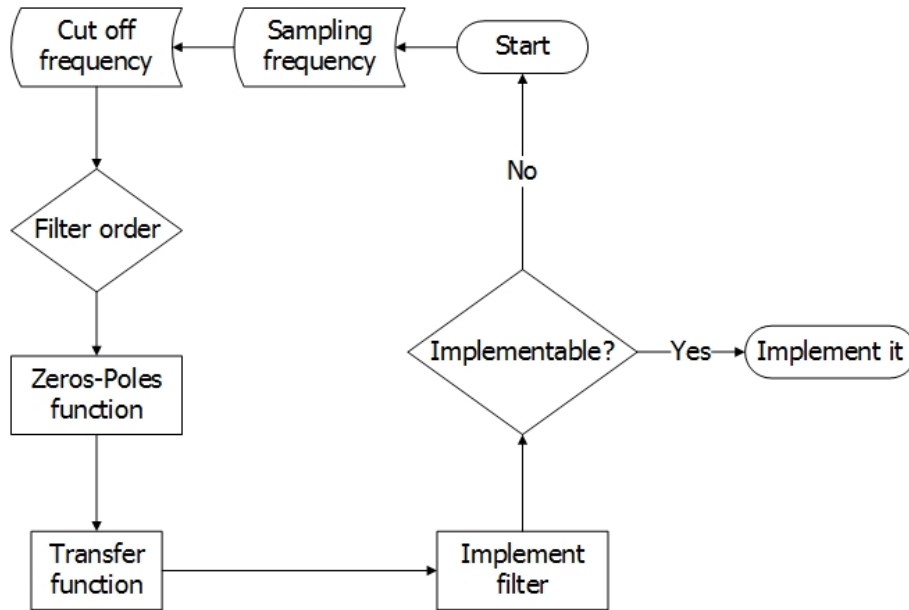 Cut off
frequency
Sampling
frequency
Start
No
Filter order
Implementable?
Yes
Implement it
Zeros-Poles
function
Transfer
function
Implement
filter